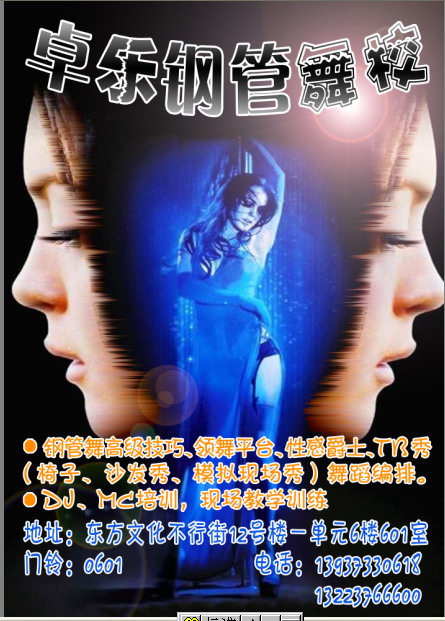 卓乐钢管舞校
●钢管舞高级技巧、领舞平台、性感爵士、TB秀
(椅子、沙发秀、模拟现场秀)舞蹈编排。
●DJ、MC培训，现场教学训练
地址：东方文化不行街12号楼一单元6楼601室
门铃：0601 电话：13937330618
13223766600